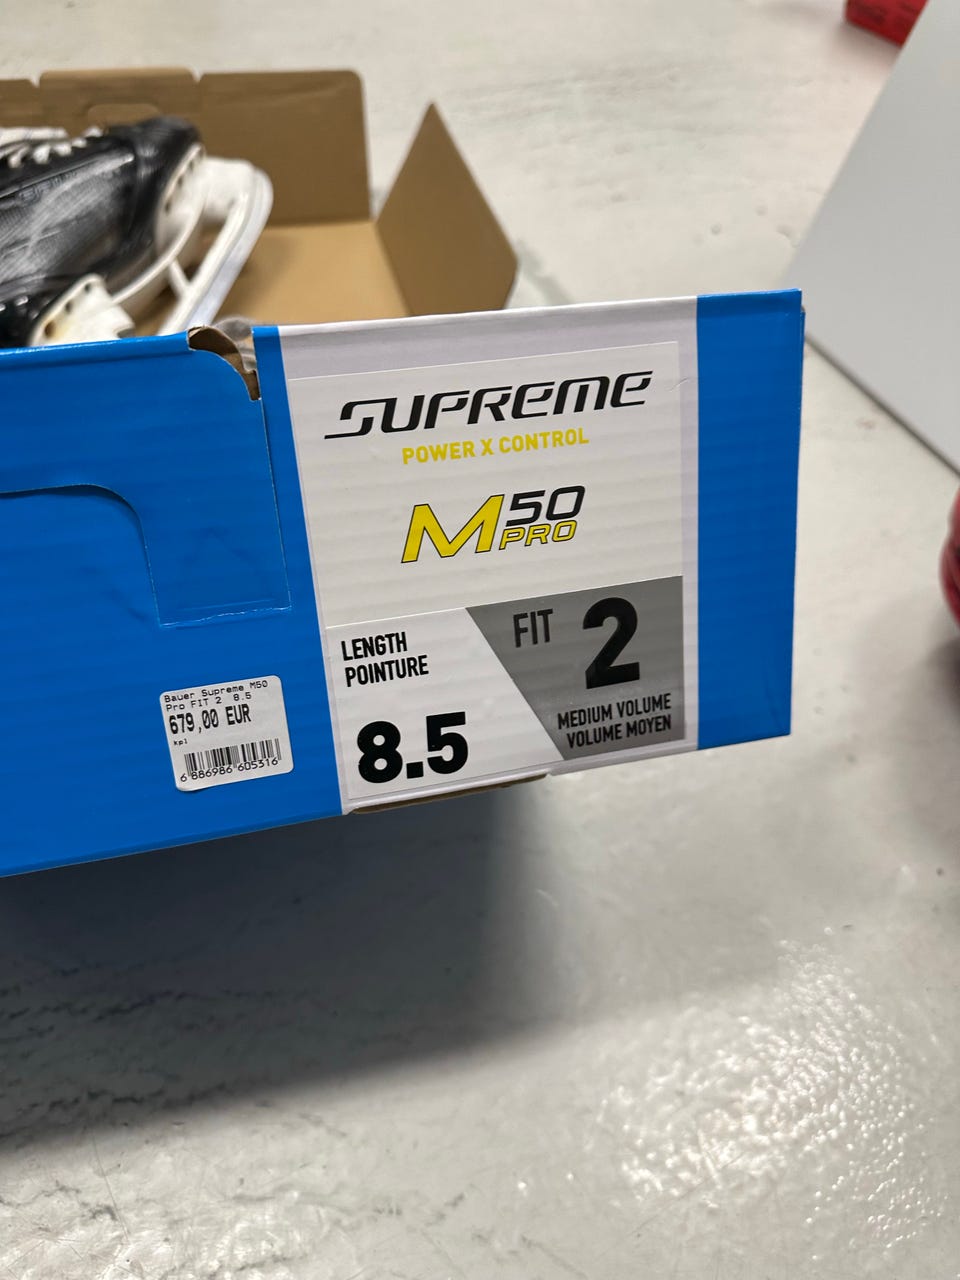 SUPREME
POWER X CONTROL
M50
PRO
LENGTH
POINTURE
8.5
FIT 2
MEDIUM VOLUME
VOLUME MOYEN
Bauer Supreme M50
Pro FIT 2 8.5
679,00 EUR
kpl
6 886986 605316